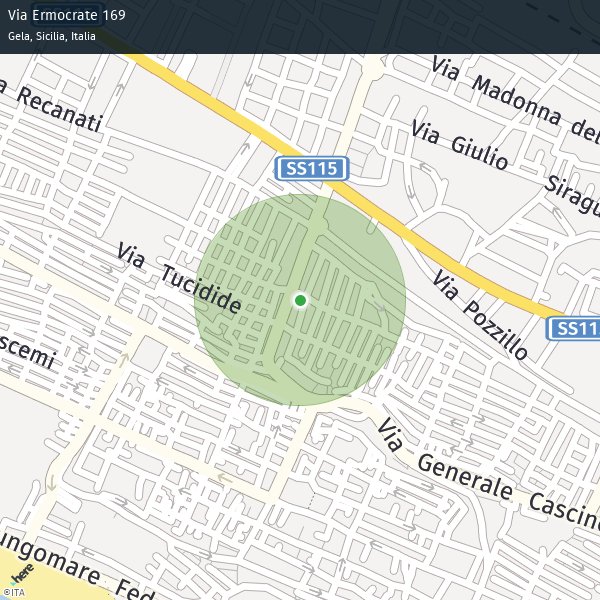 Via Ermocrate 169
Gela, Sicilia, Italia
Via Madonna del
Recanati
Via Giulio
Siragu
SS115
Via Tucidide
Via Pozzillo
SS11
scemi
Via Generale Cascino
ungomare Fed
here
©ITA